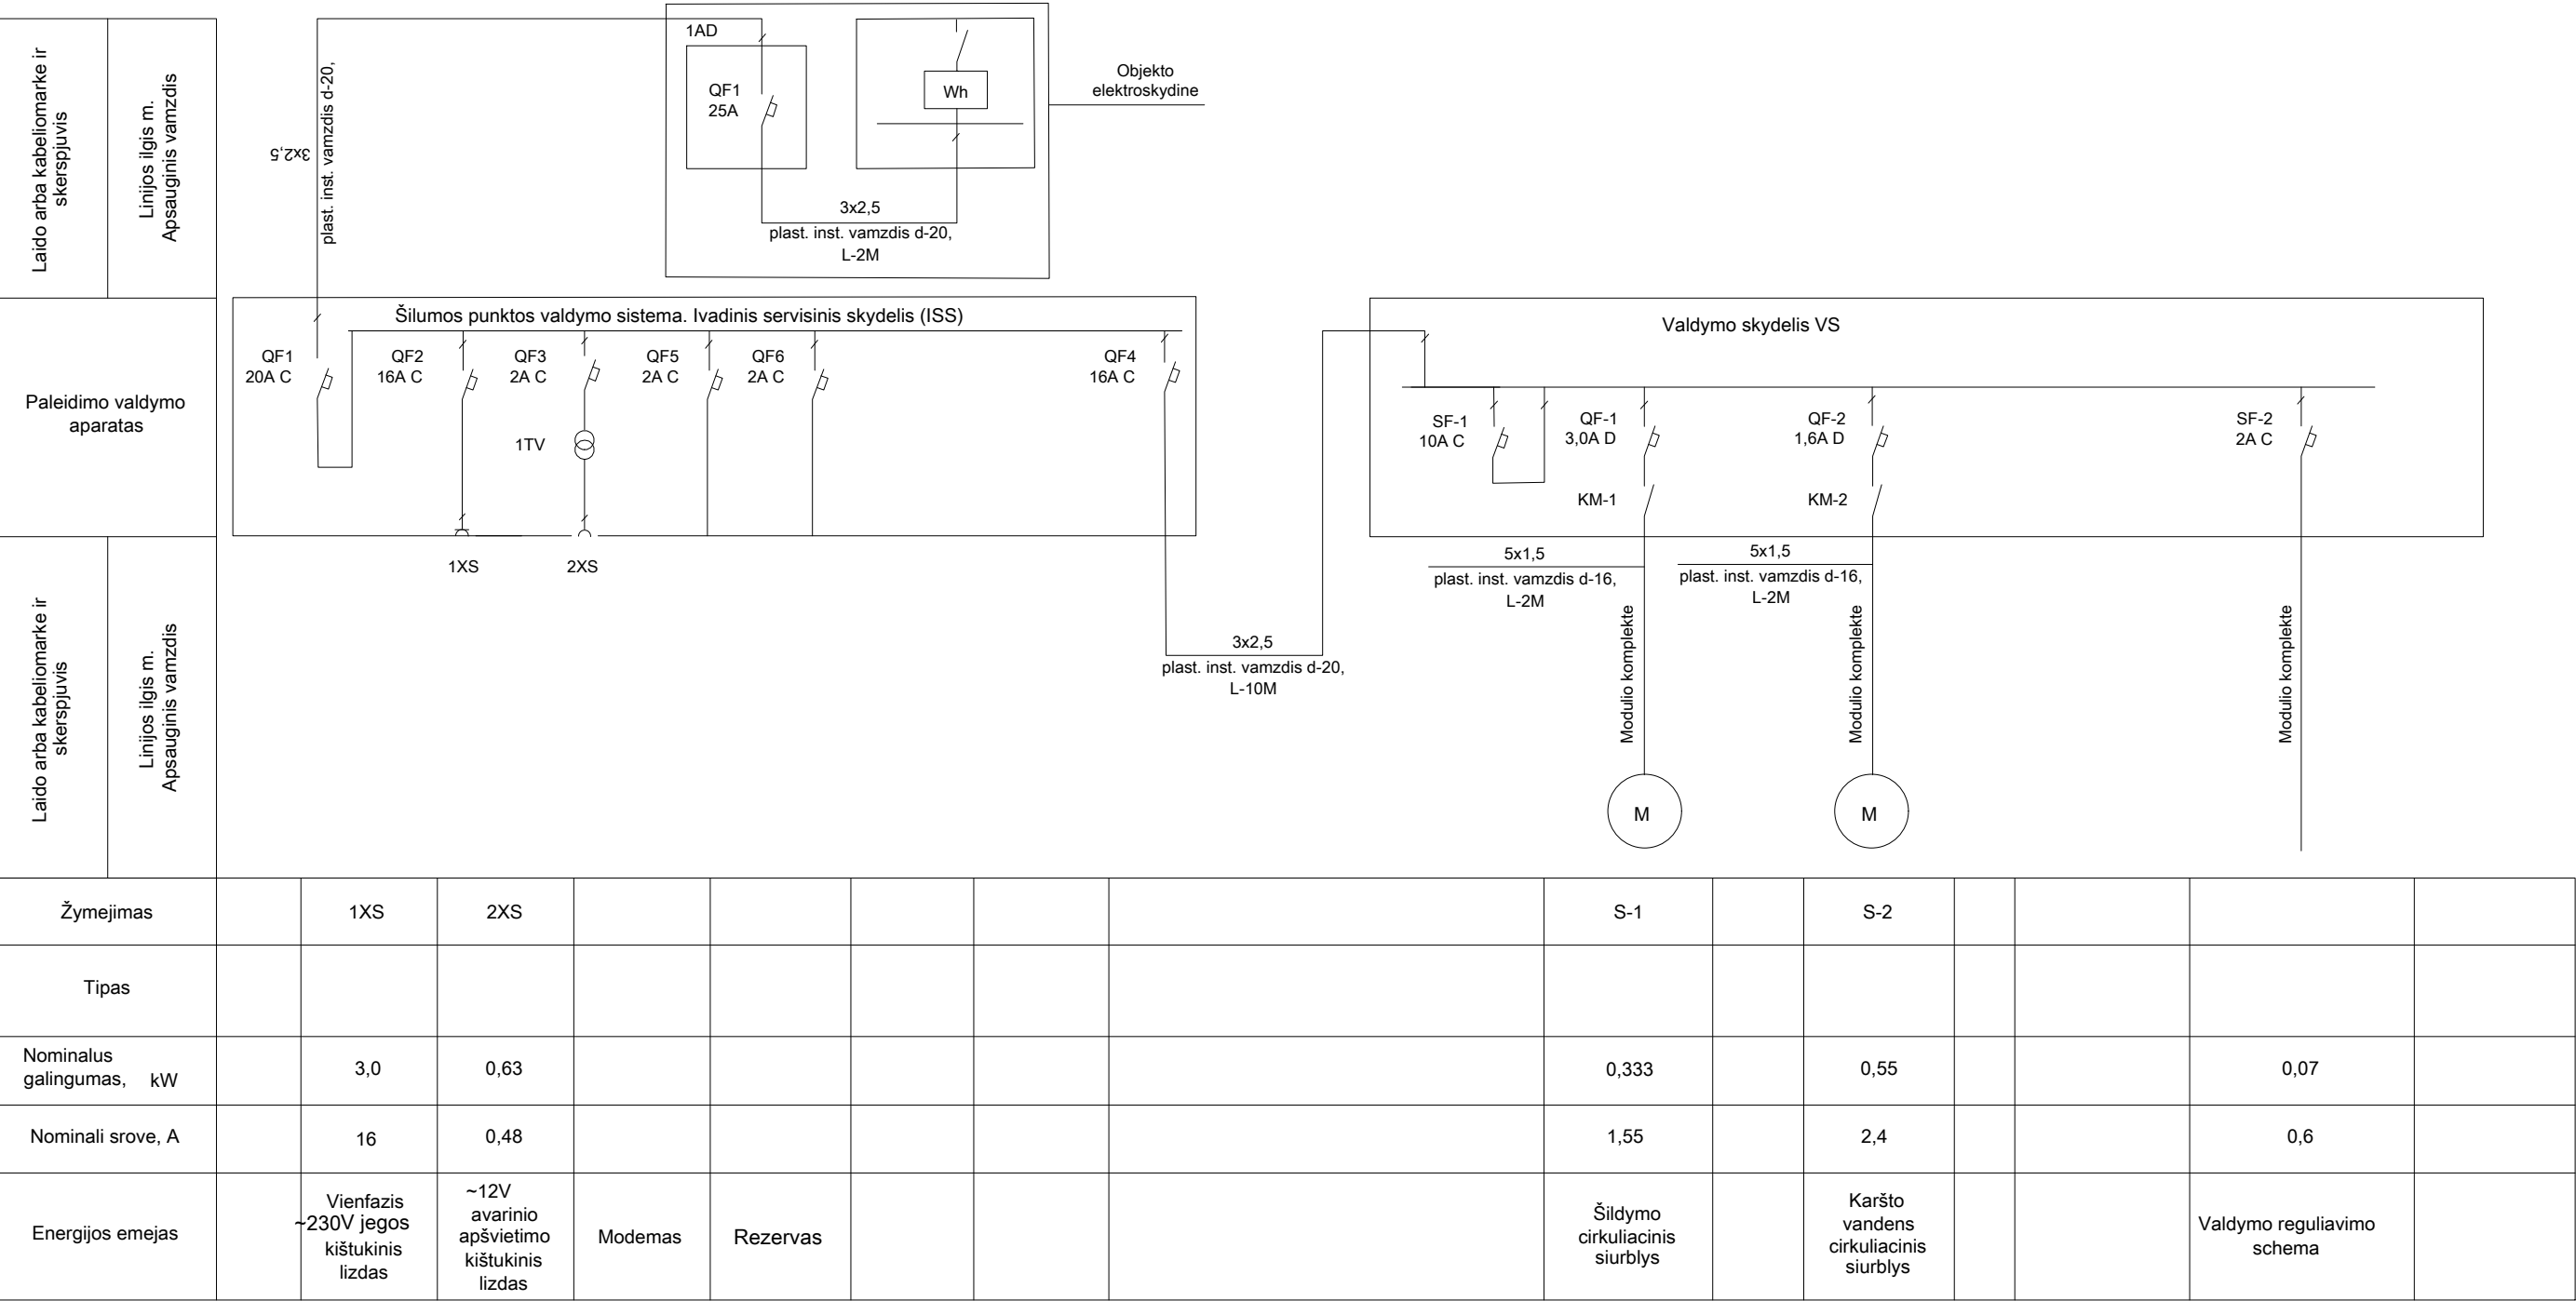 Laido arba kabeliomarke ir
skerspjuvis
Linijos ilgis m.
Apsauginis vamzdis
3x2,5
plast. inst. vamzdis d-20,
1AD
QF1
25A
Wh
3x2,5
plast. inst. vamzdis d-20,
L-2M
Objekto
elektroskydine
Paleidimo valdymo
aparatas
Šilumos punktos valdymo sistema. Ivadinis servisinis skydelis (ISS)
QF1
20A C
QF2
16A C
QF3
2A C
1TV
QF5
2A C
QF6
2A C
QF4
16A C
1XS
2XS
Valdymo skydelis VS
SF-1
10A C
QF-1
3,0A D
KM-1
QF-2
1,6A D
KM-2
SF-2
2A C
Laido arba kabeliomarke ir
skerspjuvis
Linijos ilgis m.
Apsauginis vamzdis
3x2,5
plast. inst. vamzdis d-20,
L-10M
5x1,5
plast. inst. vamzdis d-16,
L-2M
Modulio komplekte
5x1,5
plast. inst. vamzdis d-16,
L-2M
Modulio komplekte
Modulio komplekte
M
M
Žymejimas
1XS
2XS
S-1
S-2
Tipas
Nominalus
galingumas, kW
3,0
0,63
0,333
0,55
0,07
Nominali srove, A
16
0,48
1,55
2,4
0,6
Energijos emejas
Vienfazis
~230V jegos
kištukinis
lizdas
~12V
avarinio
apšvietimo
kištukinis
lizdas
Modemas
Rezervas
Šildymo
cirkuliacinis
siurblys
Karšto
vandens
cirkuliacinis
siurblys
Valdymo reguliavimo
schema